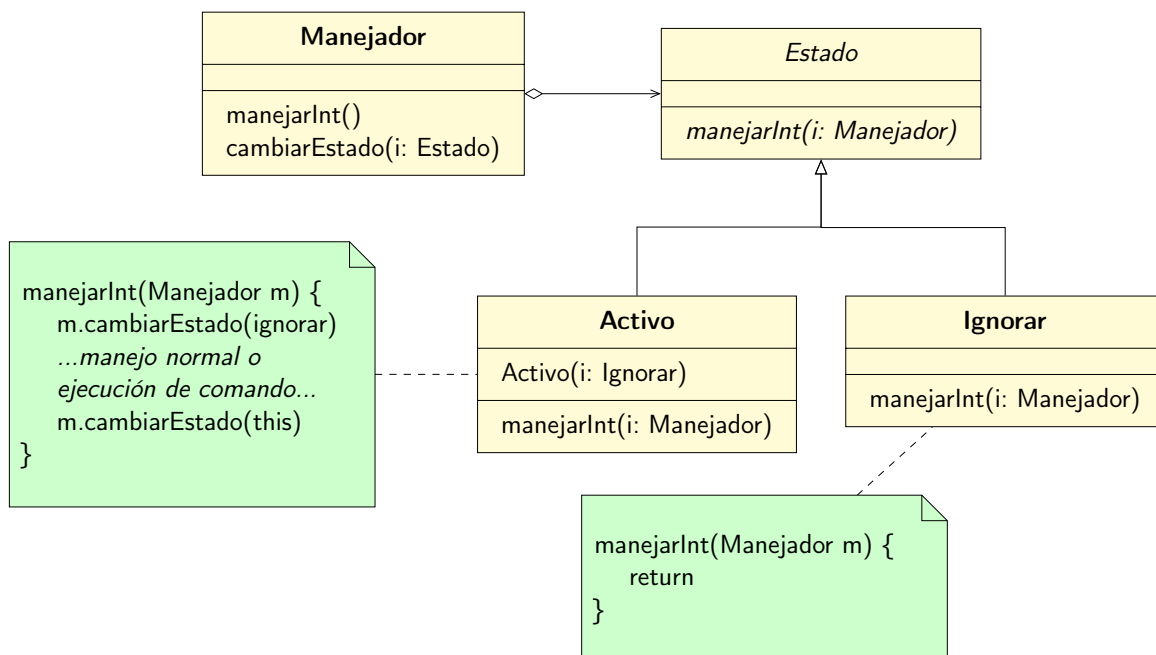 Manejador
manejarInt()
cambiarEstado(i: Estado)
Estado
manejarInt(i: Manejador)
manejarInt(Manejador m) {
m.cambiarEstado(ignorar)
...manejo normal o
ejecución de comando...
m.cambiarEstado(this)
}
Activo
Activo(i: Ignorar)
manejarInt(i: Manejador)
Ignorar
manejarInt(i: Manejador)
manejarInt(Manejador m) {
return
}